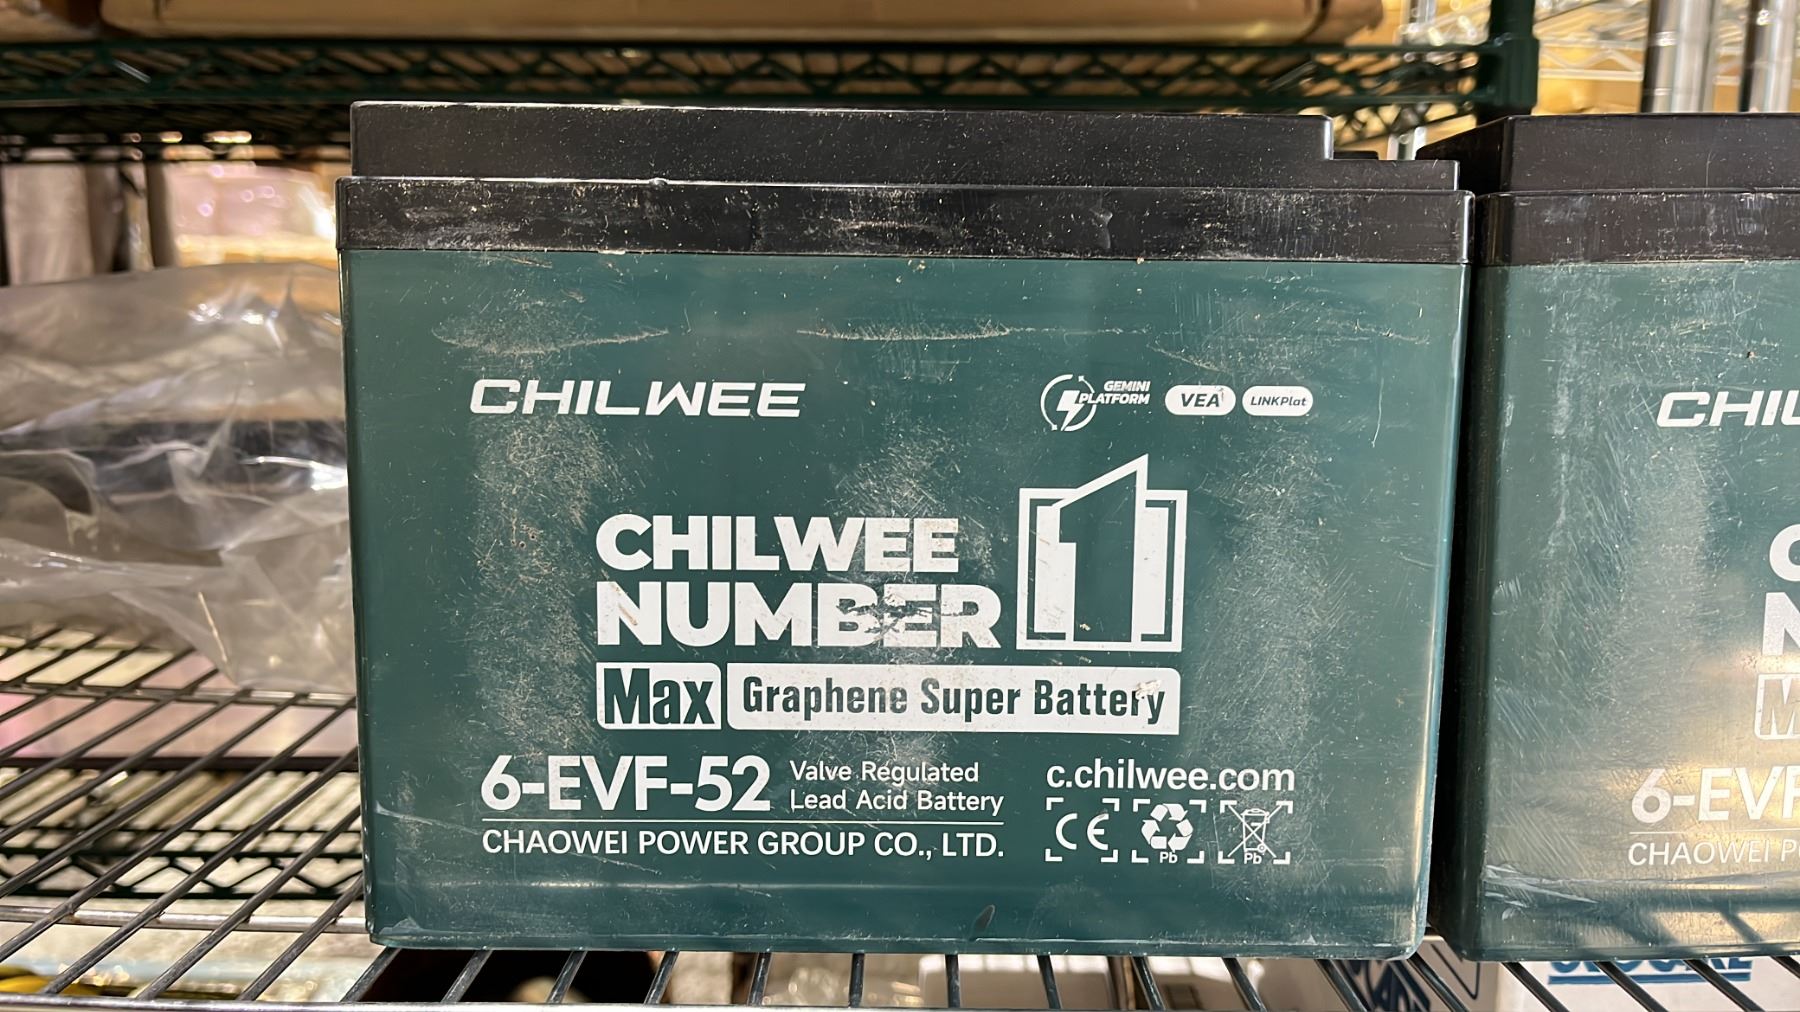 CHILWEE
GEMINI
PLATFORM
VEA
LINKPlat
CHILWEE
NUMBER 1
Max Graphene Super Battery
6-EVF-52
Valve Regulated
Lead Acid Battery
CHAOWEI POWER GROUP CO., LTD.
c.chilwee.com
CE
Pb
Pb
CHIL
C
N
M
6-EVF
CHAOWEI P